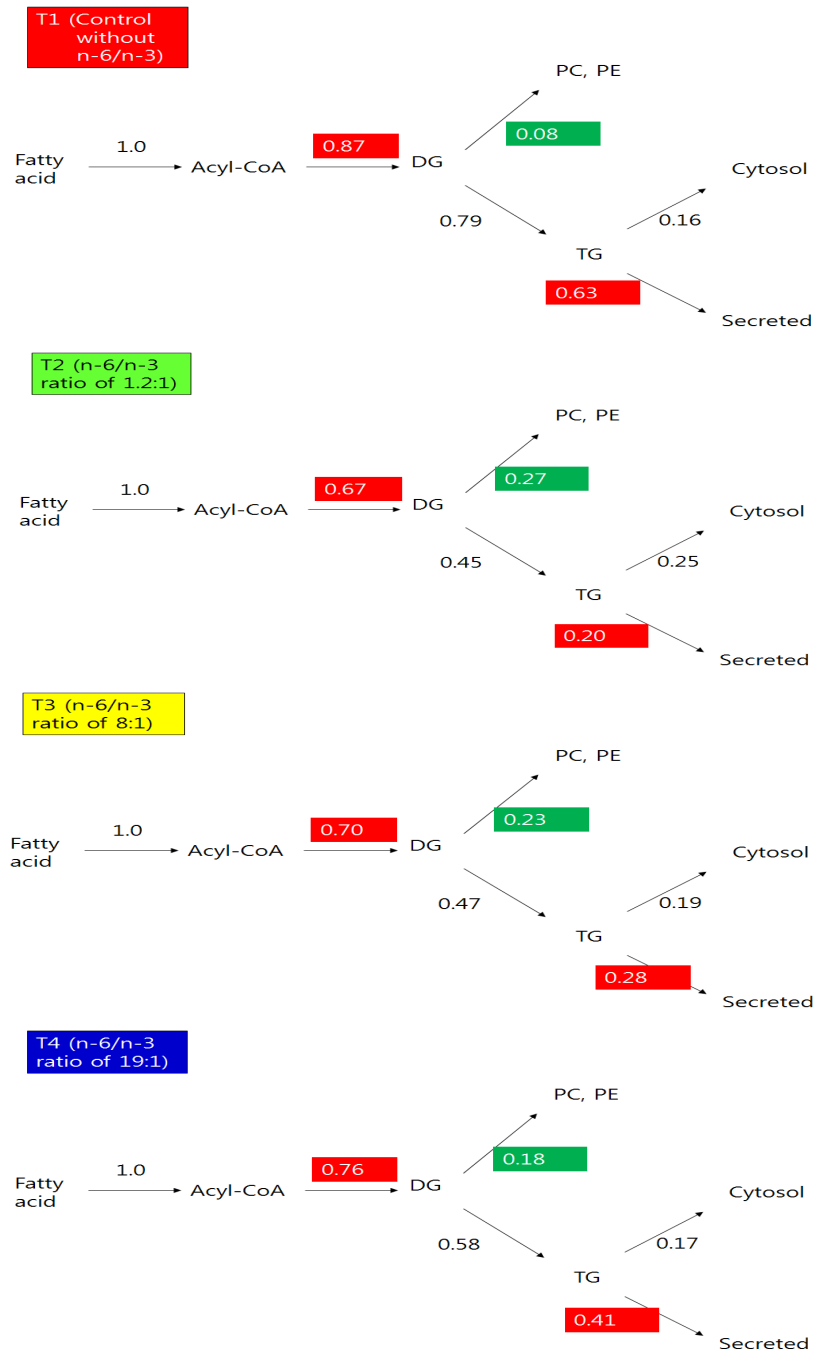 T1 (Control
without
n-6/n-3)
PC, PE
1.0
0.87
0.08
Fatty
acid
Acyl-CoA
DG
Cytosol
0.79
0.16
TG
0.63
Secreted
T2 (n-6/n-3
ratio of 1.2:1)
PC, PE
1.0
0.67
0.27
Fatty
acid
Acyl-CoA
DG
Cytosol
0.45
0.25
TG
0.20
Secreted
T3 (n-6/n-3
ratio of 8:1)
PC, PE
1.0
0.70
0.23
Fatty
acid
Acyl-CoA
DG
Cytosol
0.47
0.19
TG
0.28
Secreted
T4 (n-6/n-3
ratio of 19:1)
PC, PE
1.0
0.76
0.18
Fatty
acid
Acyl-CoA
DG
Cytosol
0.58
0.17
TG
0.41
Secreted